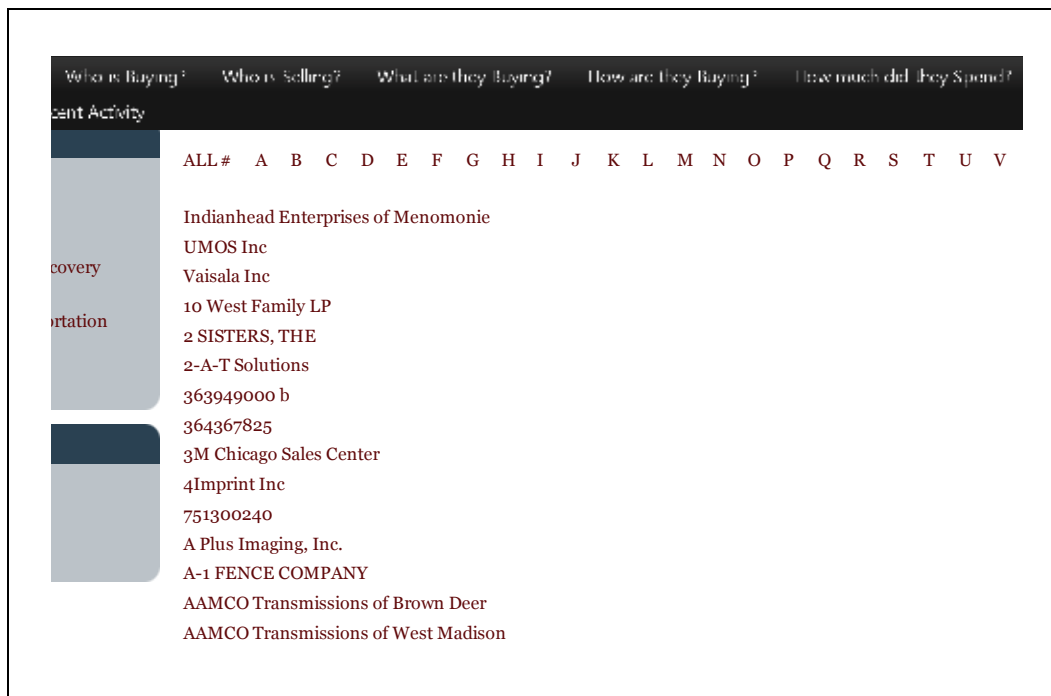 Who is Buying? Who is Selling? What are they Buying? How are they Buying? How much did they Spend?
cent Activity
ALL # A B C D E F G H I J K L M N O P Q R S T U V
Indianhead Enterprises of Menomonie
UMOS Inc
covery
Vaisala Inc
10 West Family LP
ortation
2 SISTERS, THE
2-A-T Solutions
363949000 b
364367825
3M Chicago Sales Center
4Imprint Inc
751300240
A Plus Imaging, Inc.
A-1 FENCE COMPANY
AAMCO Transmissions of Brown Deer
AAMCO Transmissions of West Madison